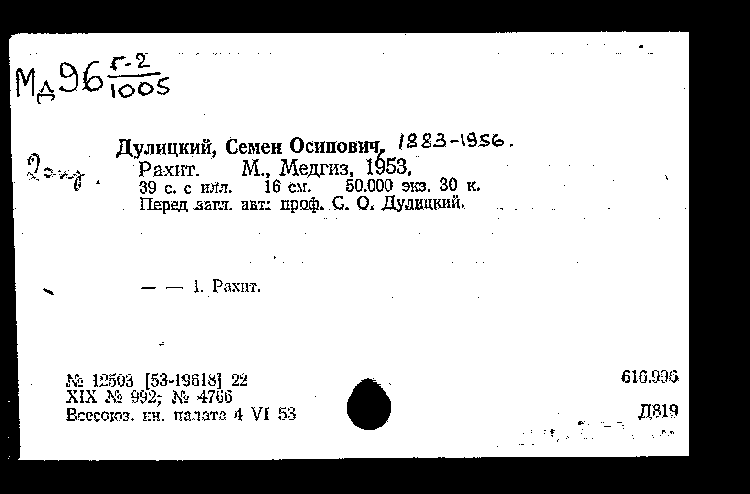 Мд96 г-2/1005
Дулицкий, Семен Осипович, 1883-1956.
2 экз.
Рахит. М., Медгиз, 1953.
39 с. с илл. 16 см. 50.000 экз. 30 к.
Перед загл. авт: проф. С. О. Дулицкий.
— — 1. Рахит.
№ 12503 [53-19618] 22
616.996
XIX № 992; № 4766
Всесоюз. кн. палата 4 VI 53
Д819